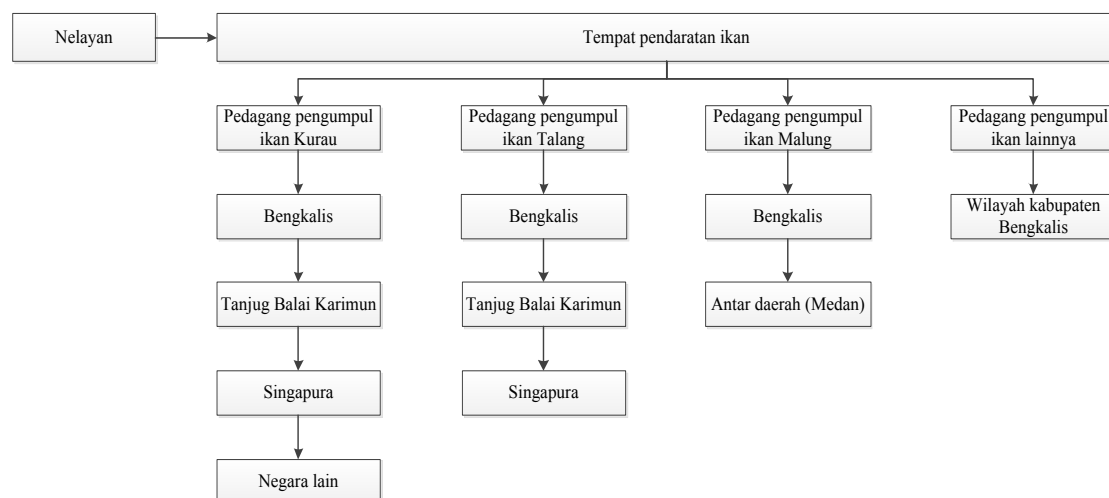 Nelayan
Tempat pendaratan ikan
Pedagang pengumpul
ikan Kurau
Pedagang pengumpul
ikan Talang
Pedagang pengumpul
ikan Malung
Pedagang pengumpul
ikan lainnya
Bengkalis
Bengkalis
Bengkalis
Wilayah kabupaten
Bengkalis
Tanjug Balai Karimun
Tanjug Balai Karimun
Antar daerah (Medan)
Singapura
Singapura
Negara lain